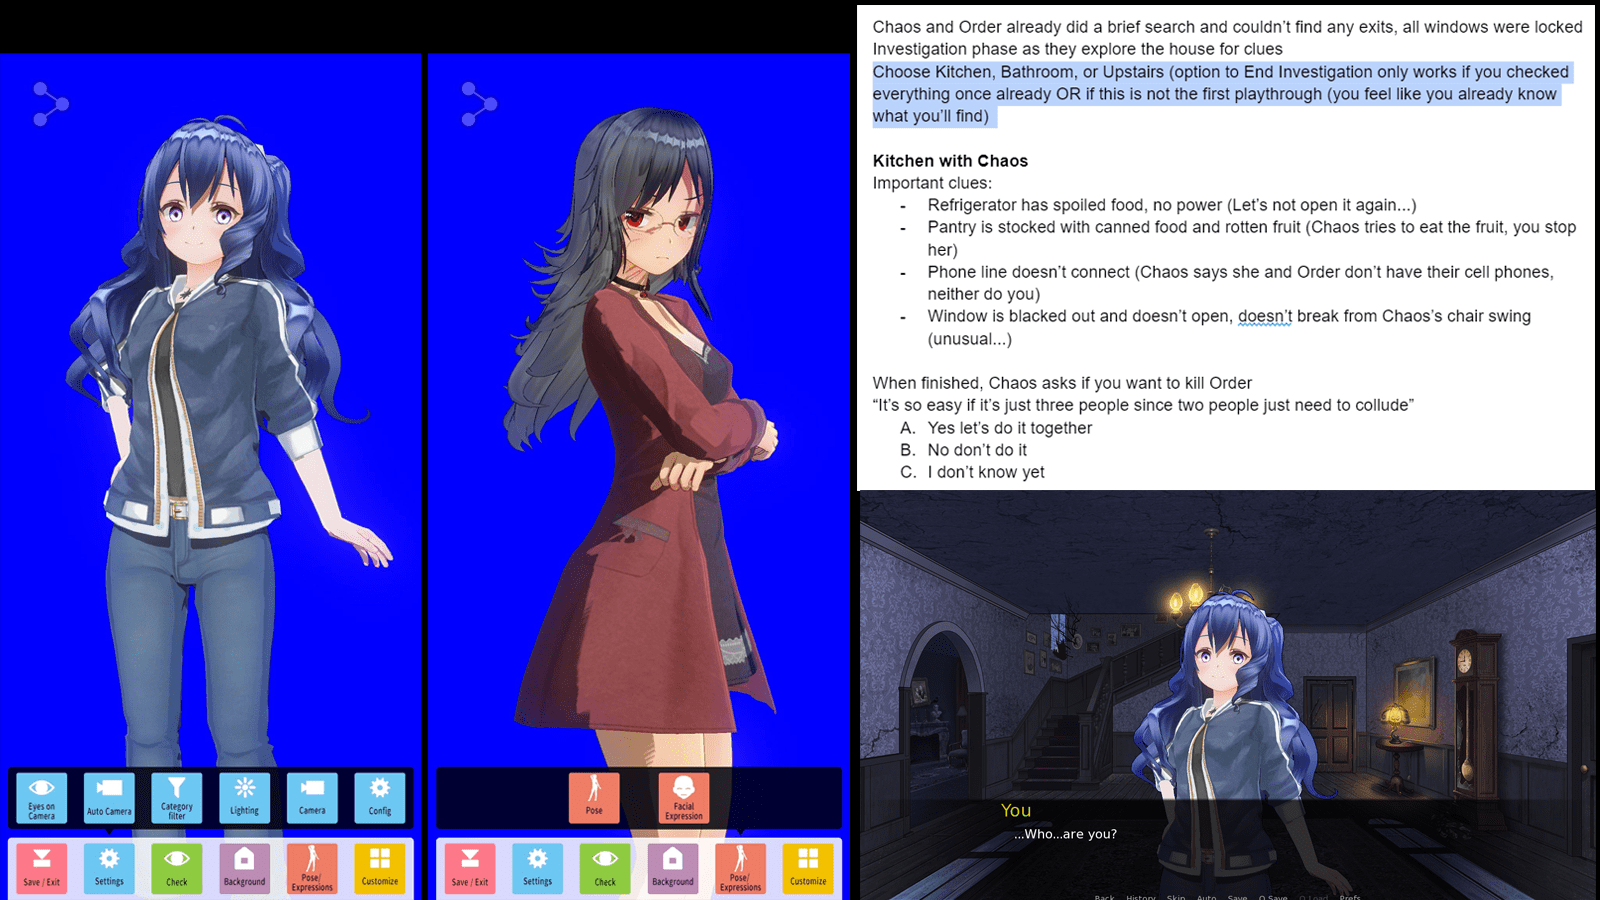 Chaos and Order already did a brief search and couldn't find any exits, all windows were locked
Investigation phase as they explore the house for clues
Choose Kitchen, Bathroom, or Upstairs (option to End Investigation only works if you checked
everything once already OR if this is not the first playthrough (you feel like you already know
what you'll find)
Kitchen with Chaos
Important clues:
- Refrigerator has spoiled food, no power (Let's not open it again...)
- Pantry is stocked with canned food and rotten fruit (Chaos tries to eat the fruit, you stop
her)
- Phone line doesn't connect (Chaos says she and Order don't have their cell phones,
neither do you)
- Window is blacked out and doesn't open, doesn't break from Chaos's chair swing
(unusual...)
When finished, Chaos asks if you want to kill Order
“It's so easy if it's just three people since two people just need to collude”
A. Yes let's do it together
B. No don't do it
C. I don't know yet
You
...Who...are you?
Back History Skip Auto Save Q.Save Q.Load Prefs
Eyes on
Camera
Auto Camera
Category
filter
Lighting
Camera
Config
Save / Exit
Settings
Check
Background
Pose/
Expressions
Customize
Pose
Facial
Expression
Save / Exit
Settings
Check
Background
Pose/
Expressions
Customize